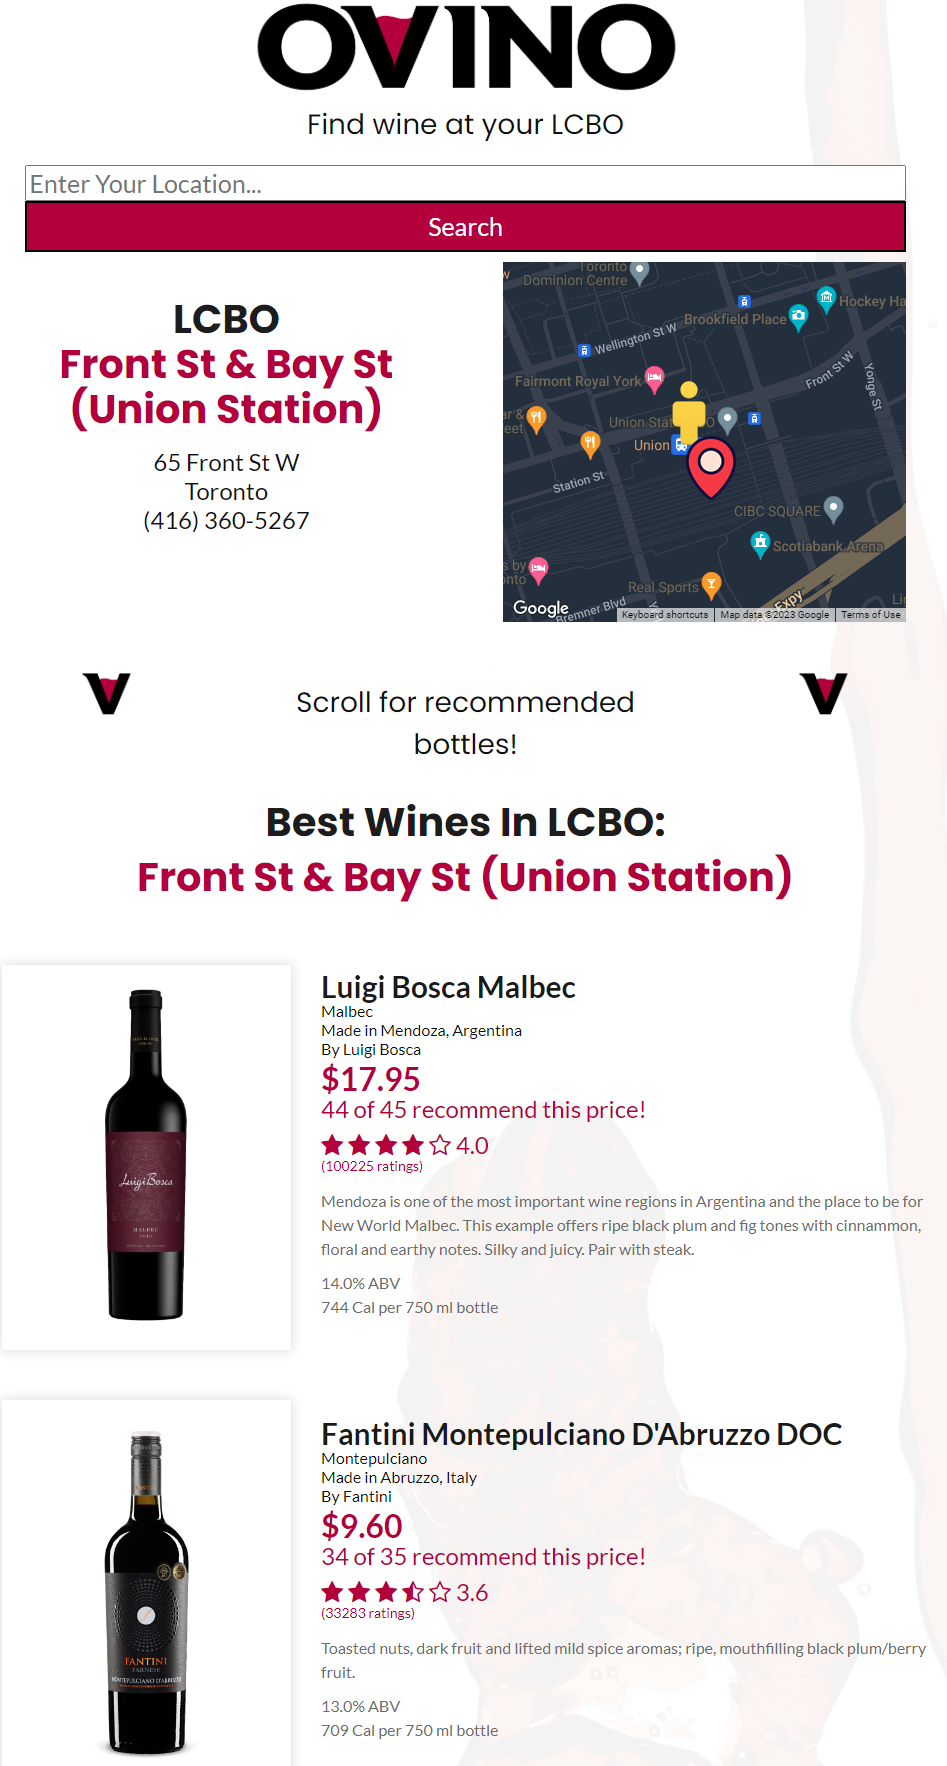 OVINO
Find wine at your LCBO
Enter Your Location...
Search
LCBO
Front St & Bay St
(Union Station)
65 Front St W
Toronto
(416) 360-5267
Toronto
Dominion Centre
Hockey Ha
Brookfield Place
Wellington St W
Front St W
Yonge St
Fairmont Royal York
Union Stat
Union
Station St
CIBC SQUARE
Scotiabank Arena
Real Sports
Bremner Blvd
Expy
Google
Keyboard shortcuts
Map data ©2023 Google
Terms of Use
Scroll for recommended
bottles!
Best Wines In LCBO:
Front St & Bay St (Union Station)
Luigi Bosca
MALBEC
Luigi Bosca Malbec
Malbec
Made in Mendoza, Argentina
By Luigi Bosca
$17.95
44 of 45 recommend this price!
4.0
(100225 ratings)
Mendoza is one of the most important wine regions in Argentina and the place to be for
New World Malbec. This example offers ripe black plum and fig tones with cinnammon,
floral and earthy notes. Silky and juicy. Pair with steak.
14.0% ABV
744 Cal per 750 ml bottle
FANTINI
FARNESE
MONTEPULCIANO D'ABRUZZO
Fantini Montepulciano D'Abruzzo DOC
Montepulciano
Made in Abruzzo, Italy
By Fantini
$9.60
34 of 35 recommend this price!
3.6
(33283 ratings)
Toasted nuts, dark fruit and lifted mild spice aromas; ripe, mouthfilling black plum/berry
fruit.
13.0% ABV
709 Cal per 750 ml bottle